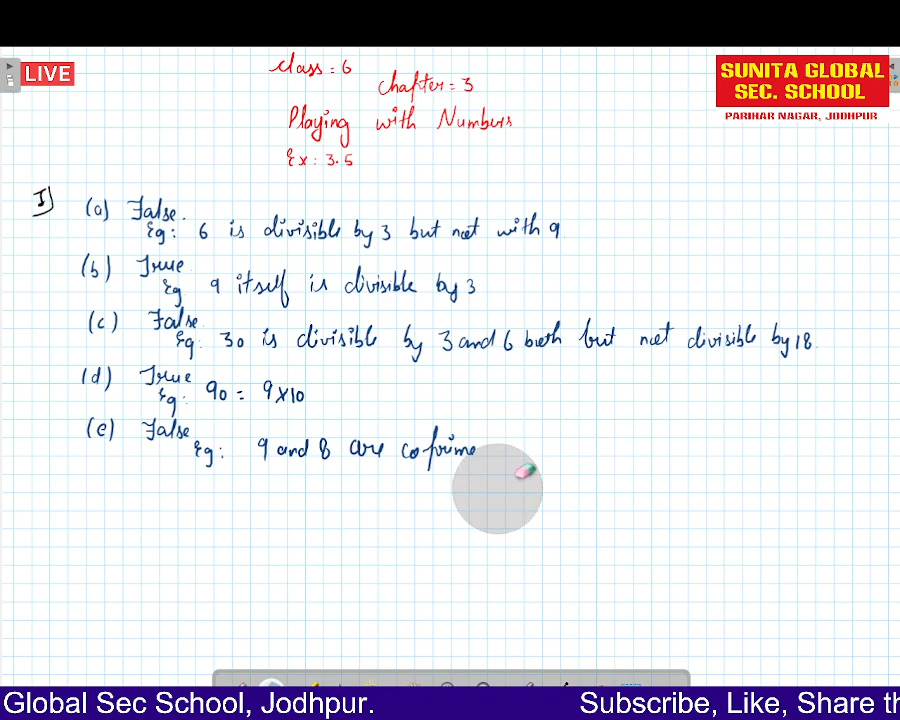 LIVE
class : 6
Chapter = 3
Playing with Numbers
Ex : 3.5
SUNITA GLOBAL
SEC. SCHOOL
PARIHAR NAGAR, JODHPUR
I)
(a) False.
Eg: 6 is divisible by 3 but not with 9
(b) True
Eg 9 itself is divisible by 3
(c) False.
Eg: 30 is divisible by 3 and 6 both but not divisible by 18.
(d) True
Eg: 90 = 9x10
(e) False
Eg: 9 and 8 are coprime
Global Sec School, Jodhpur. Subscribe, Like, Share th